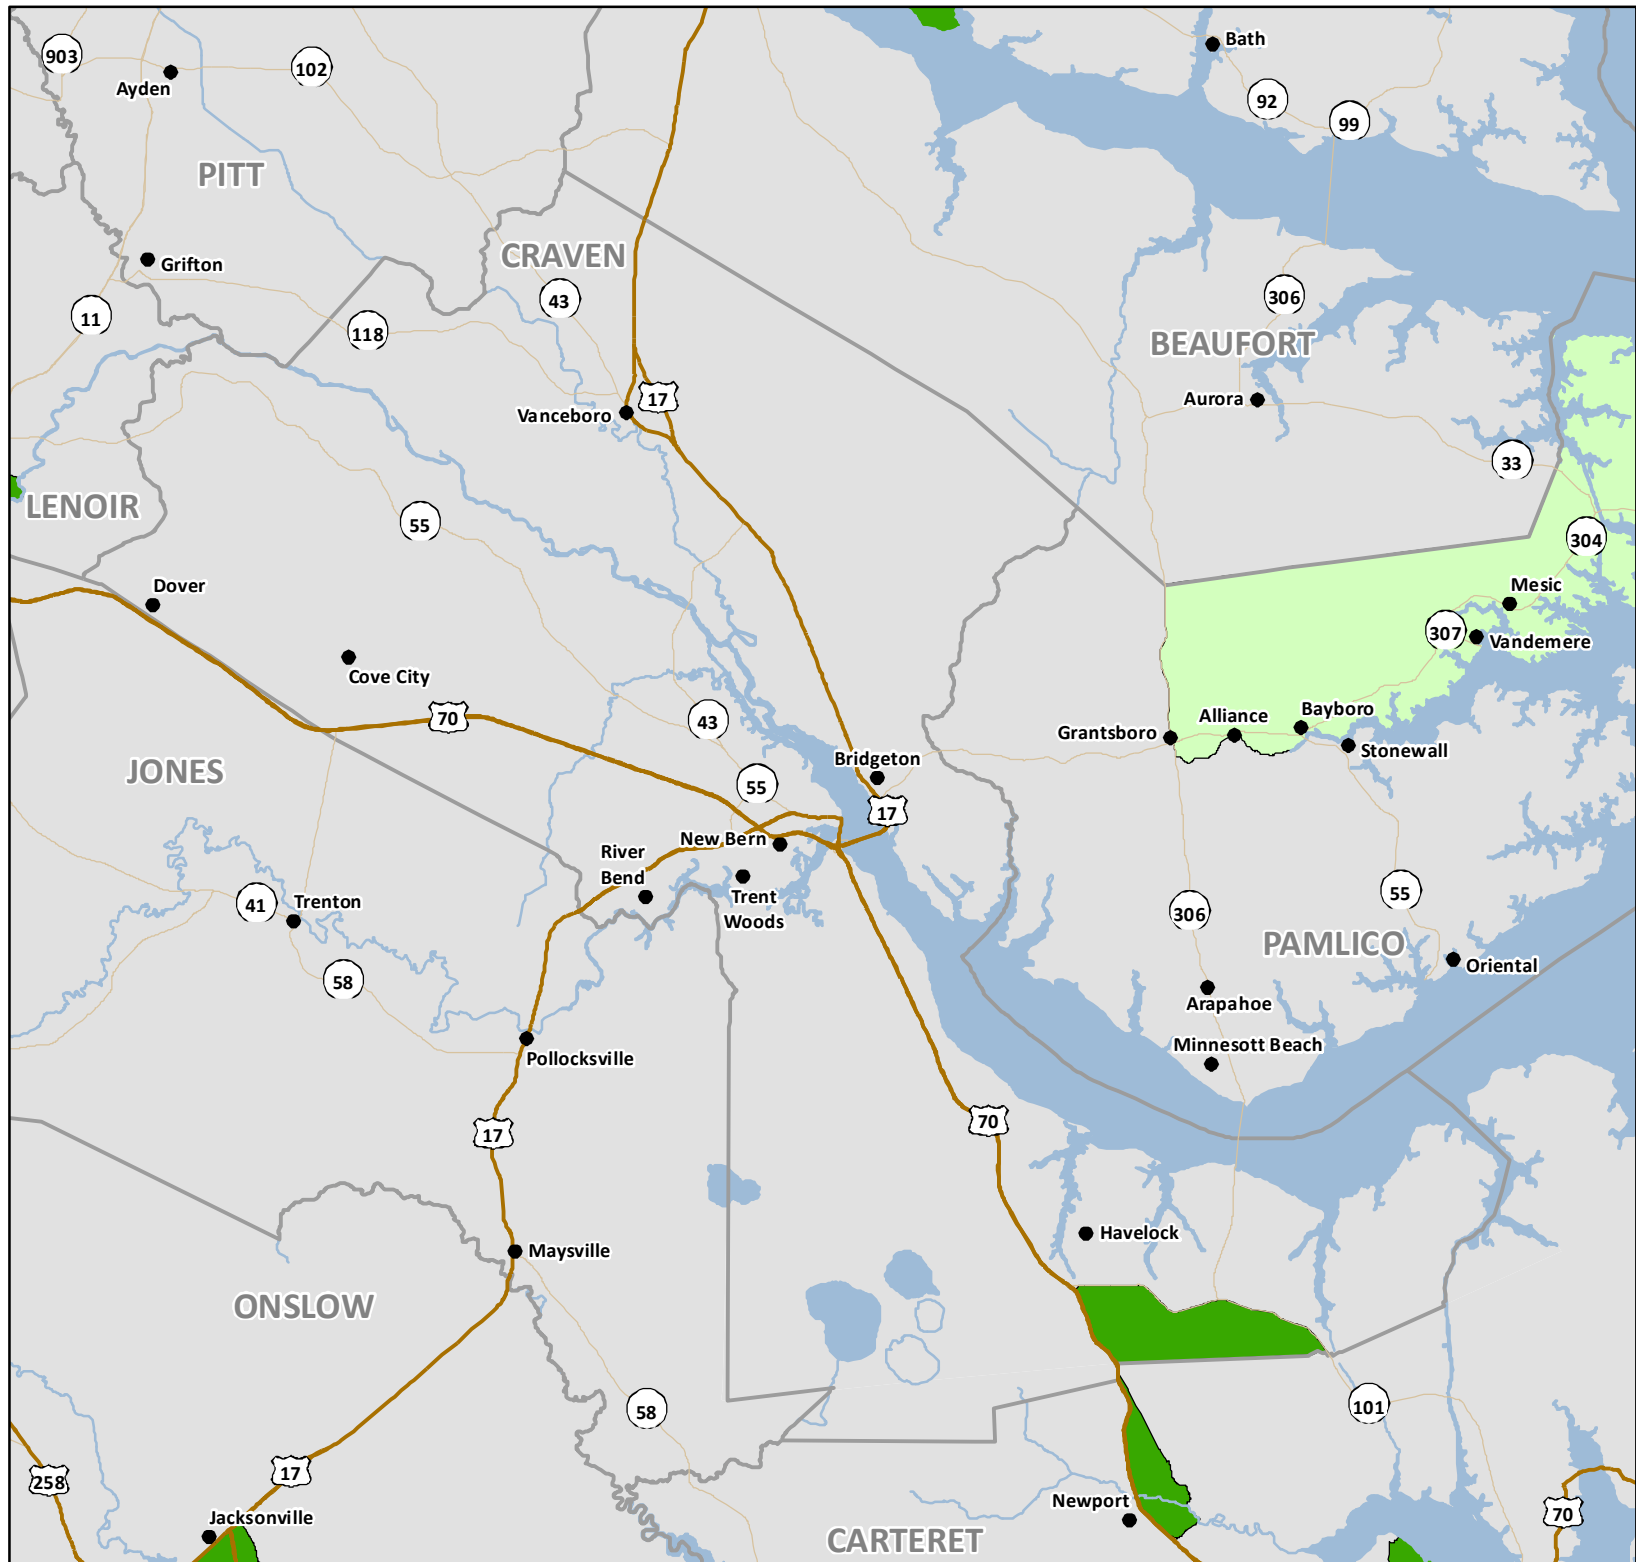 903
Ayden
102
Bath
92
99
PITT
CRAVEN
Grifton
43
306
11
118
BEAUFORT
17
Aurora
Vanceboro
33
LENOIR
55
304
Dover
Mesic
307
Vandemere
Cove City
70
43
Grantsboro
Alliance
Bayboro
Stonewall
JONES
Bridgeton
55
17
New Bern
River
Bend
Trent
Woods
41
Trenton
55
306
PAMLICO
58
Oriental
Arapahoe
Minnesott Beach
Pollocksville
17
70
Havelock
Maysville
ONSLOW
58
101
258
17
Newport
70
Jacksonville
CARTERET